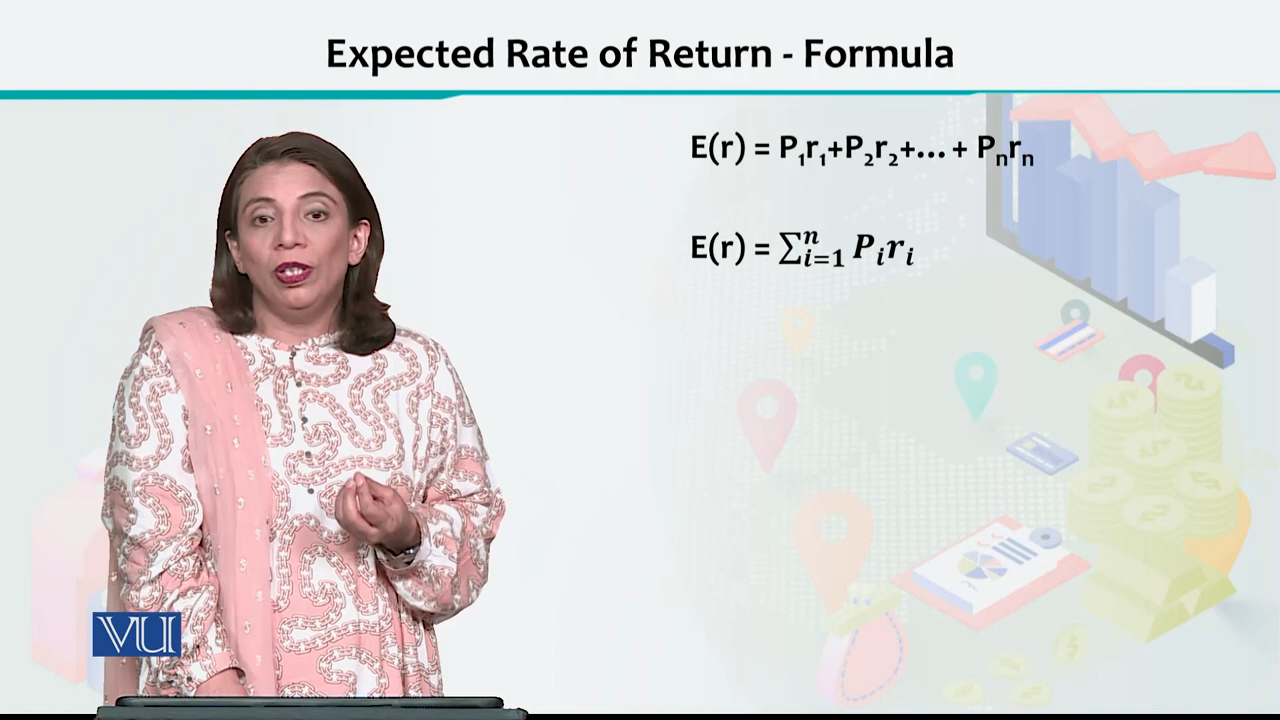 Expected Rate of Return - Formula
E(r) = P₁r₁+P₂r₂+...+ Pₙrₙ
E(r) = ∑ⁿᵢ₌₁ Pᵢrᵢ
VU